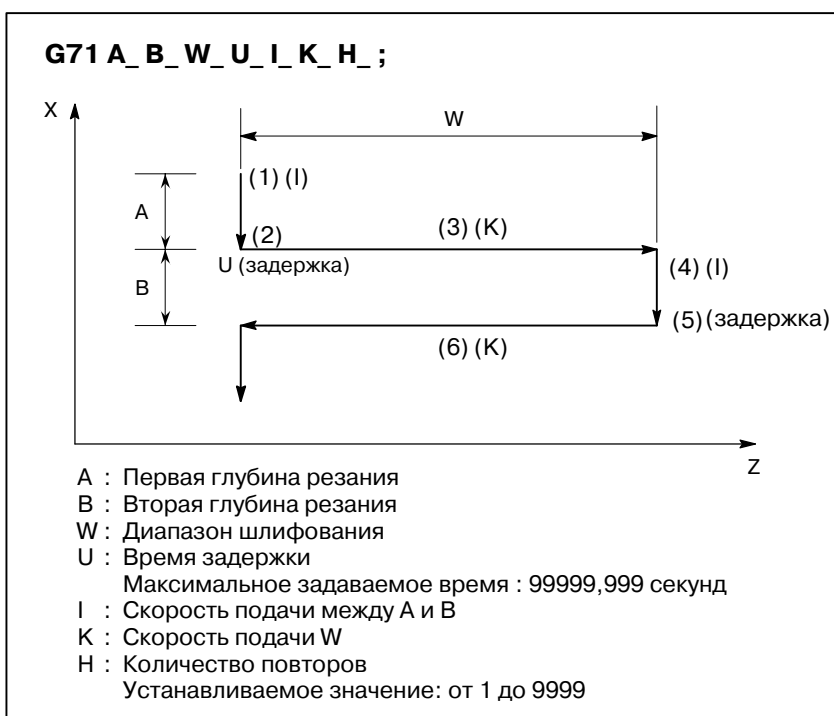 G71 A_ B_ W_ U_ I_ K_ H_ ;
X
W
(1) (I)
A
(2)
(3) (K)
U (задержка)
(4) (I)
B
(5) (задержка)
(6) (K)
Z
A : Первая глубина резания
B : Вторая глубина резания
W : Диапазон шлифования
U : Время задержки
Максимальное задаваемое время : 99999,999 секунд
I : Скорость подачи между A и B
K : Скорость подачи W
H : Количество повторов
Устанавливаемое значение: от 1 до 9999